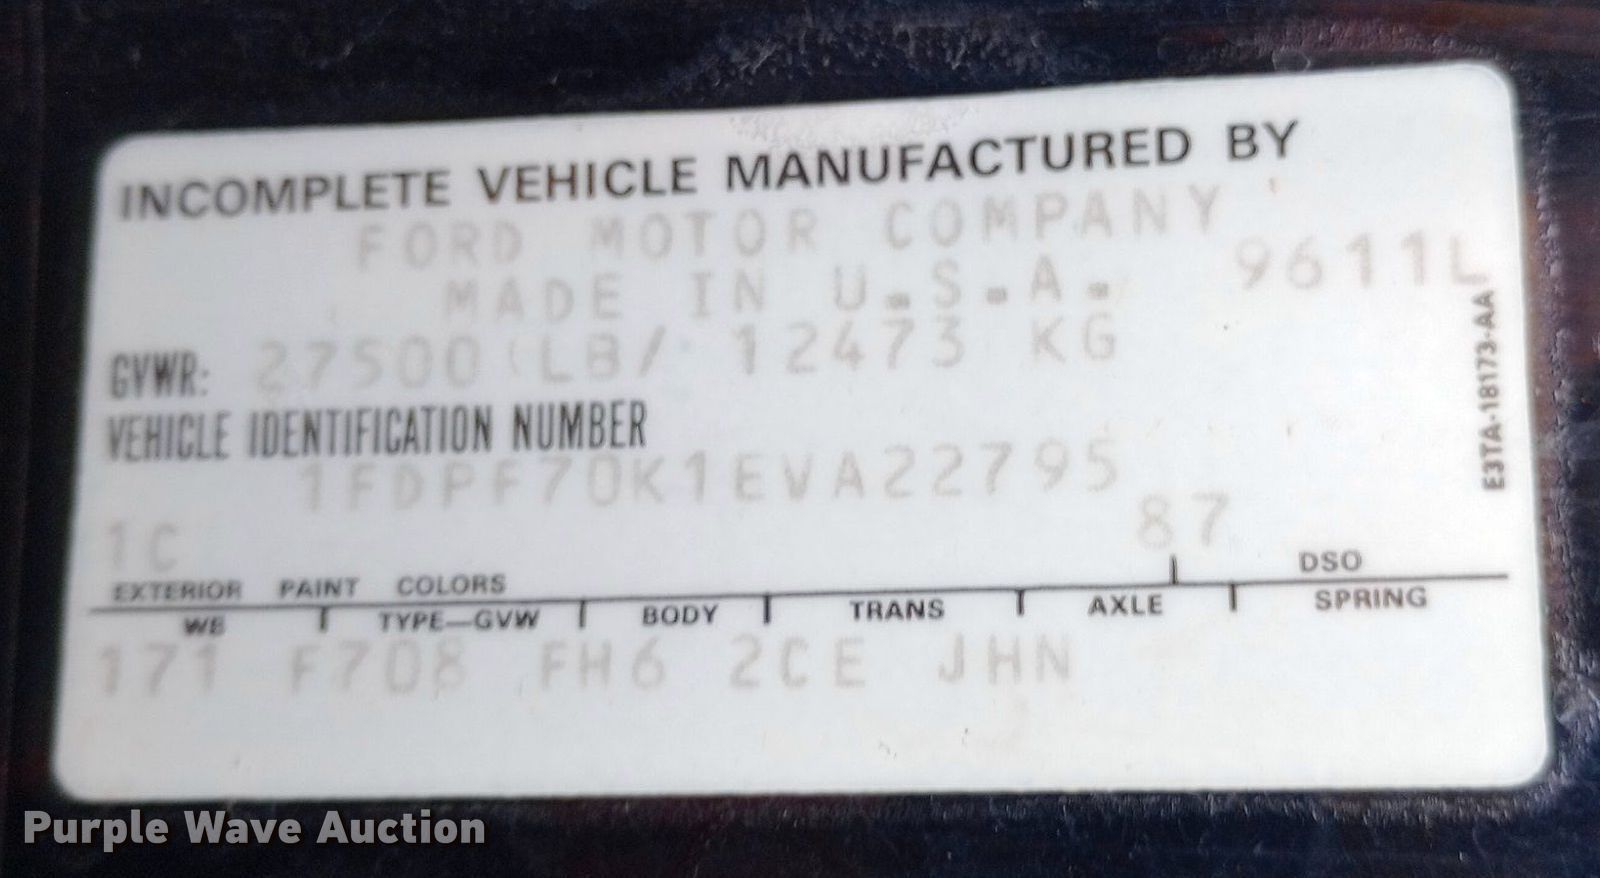 INCOMPLETE VEHICLE MANUFACTURED BY
FORD MOTOR COMPANY
MADE IN U.S.A. 9611L
GVWR: 27500 LB/ 12473 KG
VEHICLE IDENTIFICATION NUMBER
1FDPF70K1EVA22795
1C 87
EXTERIOR PAINT COLORS DSO
WB TYPE—GVW BODY TRANS AXLE SPRING
171 F708 FH6 2CE JHN
E3TA-18173-AA
Purple Wave Auction